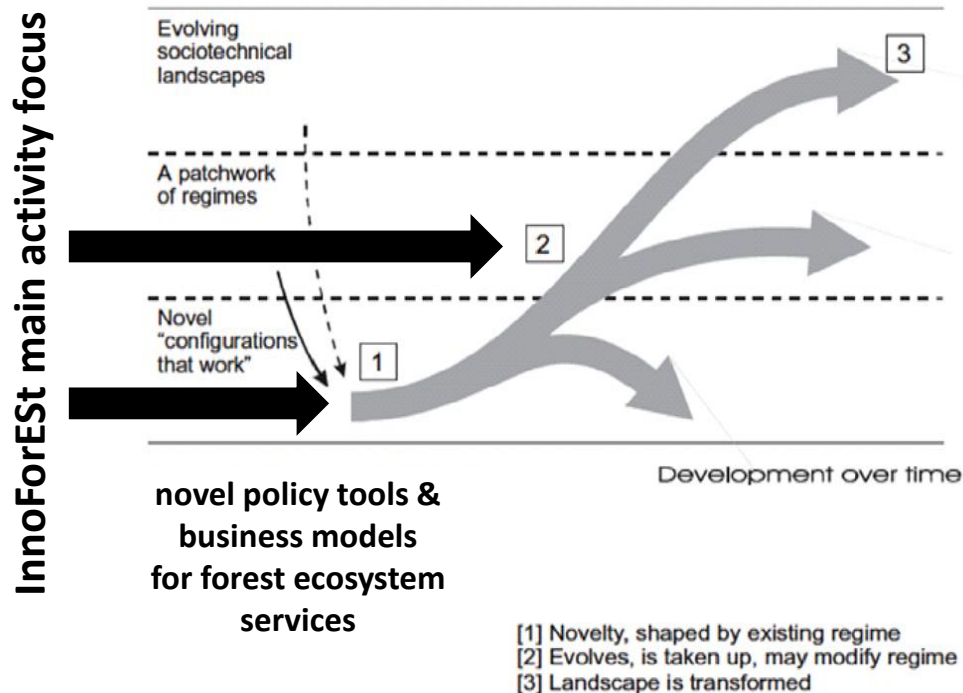 InnoForESt main activity focus
Evolving
sociotechnical
landscapes
3
A patchwork
of regimes
2
Novel
"configurations
that work"
1
Development over time
novel policy tools &
business models
for forest ecosystem
services
[1] Novelty, shaped by existing regime
[2] Evolves, is taken up, may modify regime
[3] Landscape is transformed